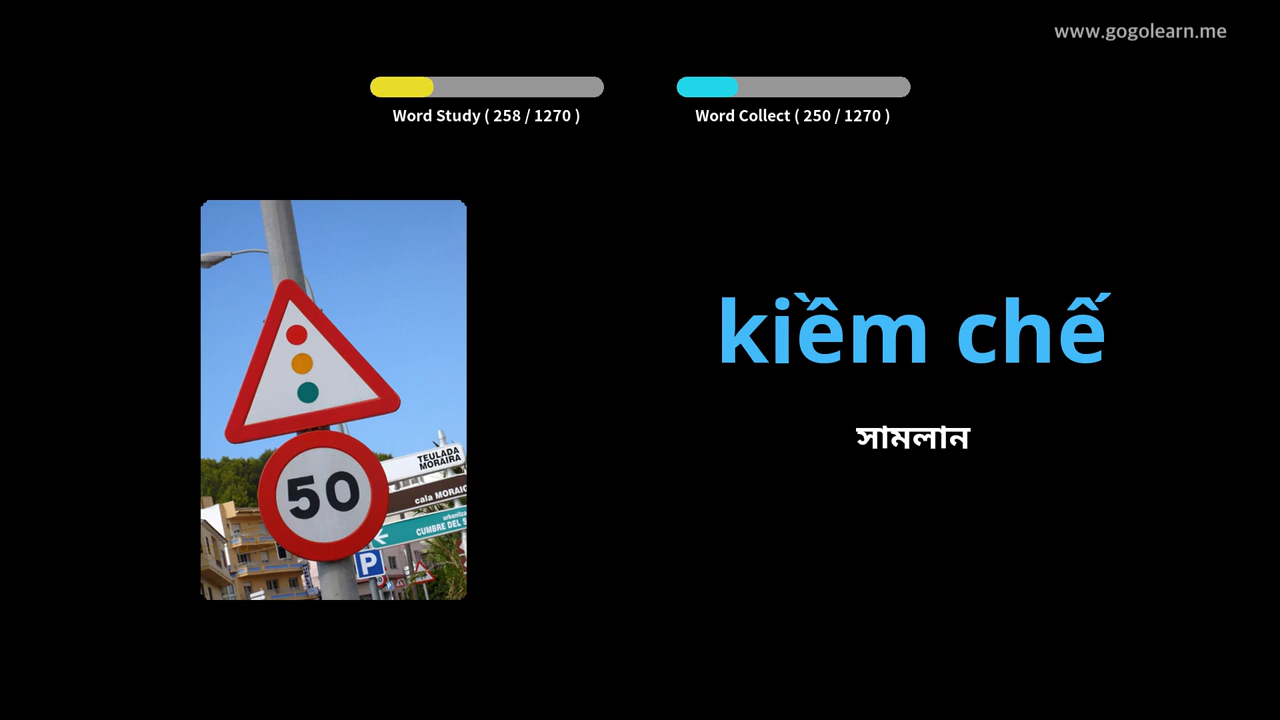 www.gogolearn.me
Word Study ( 258 / 1270 )
Word Collect ( 250 / 1270 )
kiềm chế
সামলান
50
TEULADA
MORAIRA
cala MORAIG
CUMBRE DEL S
P